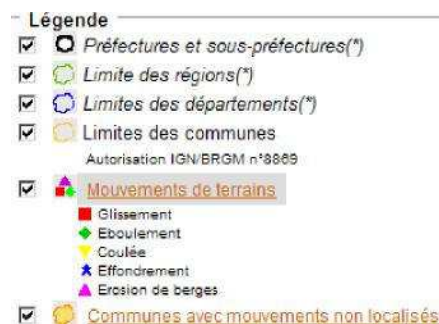 Légende
Préfectures et sous-préfectures(*)
Limite des régions(*)
Limites des départements(*)
Limites des communes
Autorisation IGN/BRGM n°8869
Mouvements de terrains
Glissement
Eboulement
Coulée
Effondrement
Erosion de berges
Communes avec mouvements non localisés